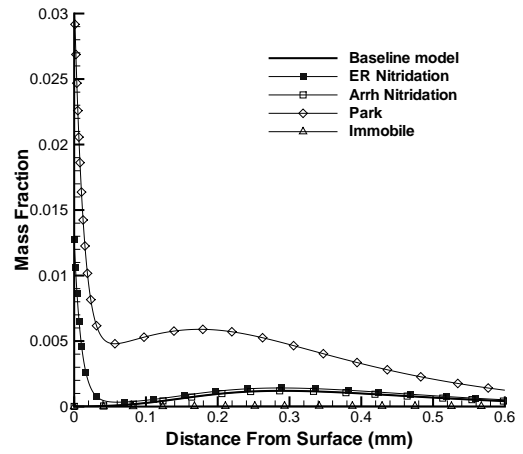 0.03
0.025
0.02
0.015
0.01
0.005
0
Mass Fraction
Baseline model
ER Nitridation
Arrh Nitridation
Park
Immobile
0 0.1 0.2 0.3 0.4 0.5 0.6
Distance From Surface (mm)